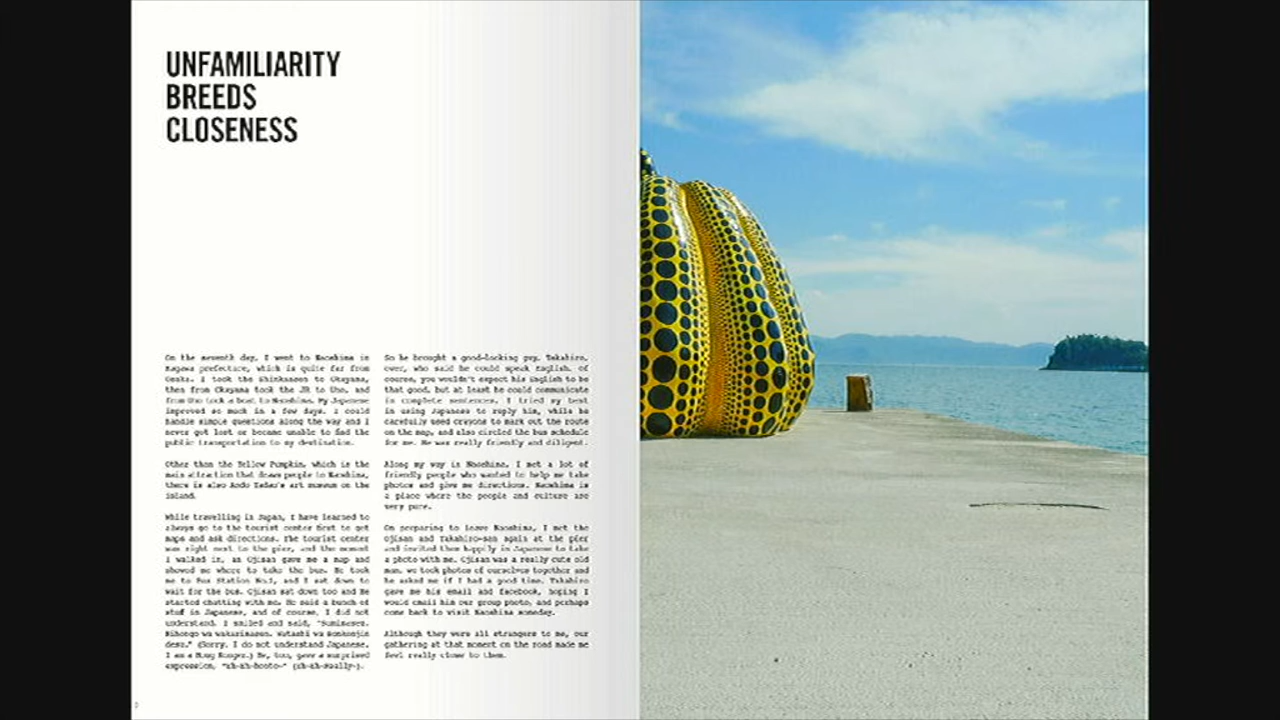 UNFAMILIARITY
BREEDS
CLOSENESS
On the seventh day, I went to Naoshima in
Kagawa prefecture, which is quite far from
Osaka. I took the Shinkansen to Okayama,
then from Okayama took the JR to Uno, and
from Uno took a boat to Naoshima. My Japanese
improved so much in a few days. I could
handle simple questions along the way and I
never got lost or became unable to find the
public transportation to my destination.
Other than the Yellow Pumpkin, which is the
main attraction that draws people to Naoshima,
there is also Ando Tadao's art museum on the
island.
While travelling in Japan, I have learned to
always go to the tourist center first to get
maps and ask directions. The tourist center
was right next to the pier, and the moment
I walked in, an Ojisan gave me a map and
showed me where to take the bus. He took
me to Bus Station No.1, and I sat down to
wait for the bus. Ojisan sat down too and He
started chatting with me. He said a bunch of
stuf in Japanese, and of course, I did not
understand. I smiled and said, "Sumimasen.
Nihongo wa wakarimasen. Watashi wa Honkonjin
desu." (Sorry, I do not understand Japanese,
I am a Hong Konger.) He, too, gave a surprised
expression,
So he brought a good-looking guy, Takahiro,
over, who said he could speak English. Of
course, you wouldn't expect his English to be
that good, but at least he could communicate
in complete sentences. I tried my best
in using Japanese to reply him, while he
carefully used crayons to mark out the route
on the map, and also circled the bus schedule
for me. He was really friendly and diligent.
Along my way in Naoshima, I met a lot of
friendly people who wanted to help me take
photos and give me directions. Naoshima is
a place where the people and culture are
very pure.
On preparing to leave Naoshima, I met the
Ojisan and Takahiro-san again at the pier
and invited them happily in Japanese to take
a photo with me. Ojisan was a really cute old
man. we took photos of ourselves together and
he asked me if I had a good time. Takahiro
gave me his email and facebook, hoping I
would email him our group photo, and perhaps
come back to visit Naoshima someday.
Although they were all strangers to me, our
gathering at that moment on the road made me
feel really close to them.